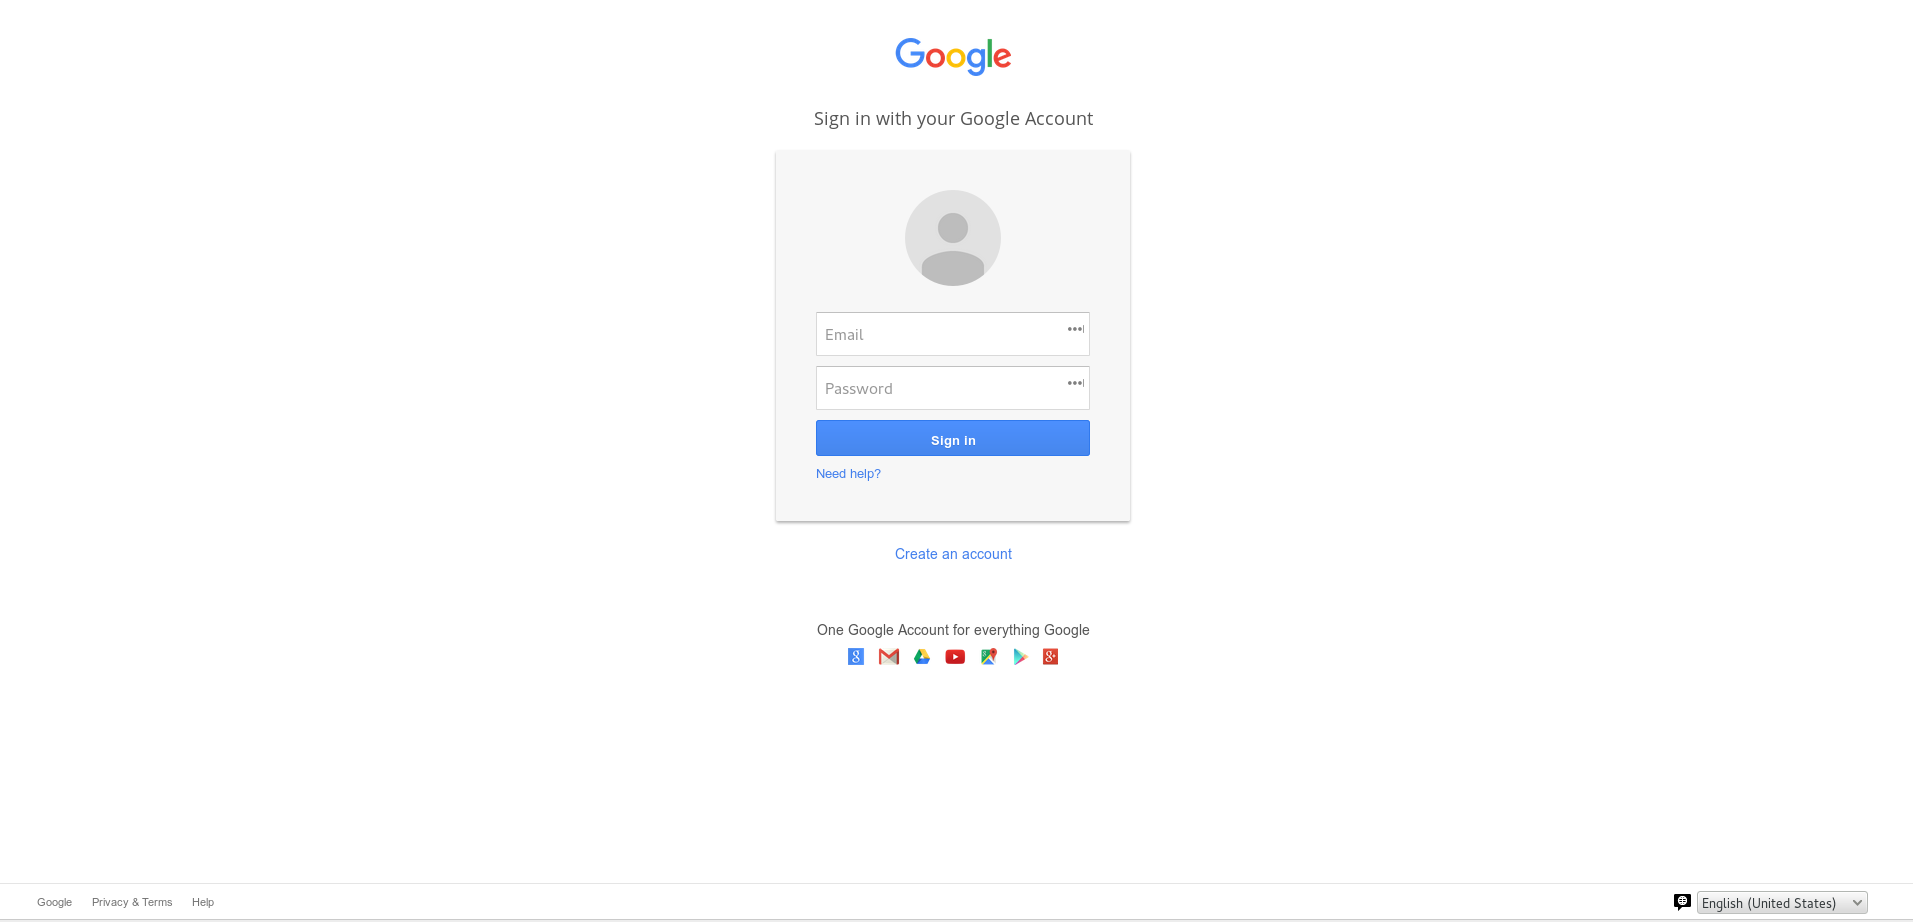 Google
Sign in with your Google Account
Email
Password
Sign in
Need help?
Create an account
One Google Account for everything Google
Google Privacy & Terms Help English (United States)